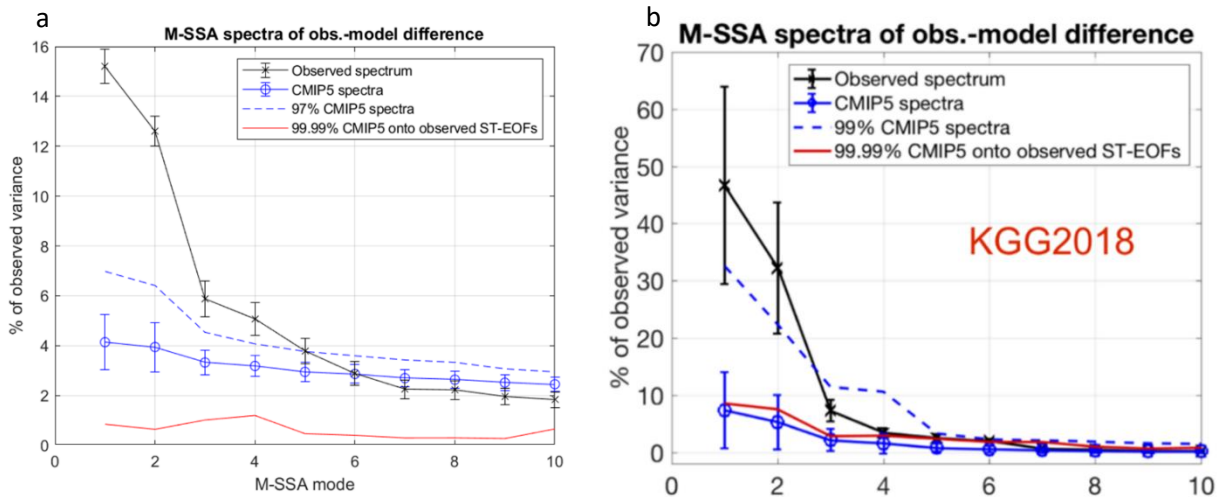 a
M-SSA spectra of obs.-model difference
Observed spectrum
CMIP5 spectra
97% CMIP5 spectra
99.99% CMIP5 onto observed ST-EOFs
% of observed variance
16
14
12
10
8
6
4
2
0
0 2 4 6 8 10
M-SSA mode
b
M-SSA spectra of obs.-model difference
Observed spectrum
CMIP5 spectra
99% CMIP5 spectra
99.99% CMIP5 onto observed ST-EOFs
KGG2018
% of observed variance
70
60
50
40
30
20
10
0
0 2 4 6 8 10